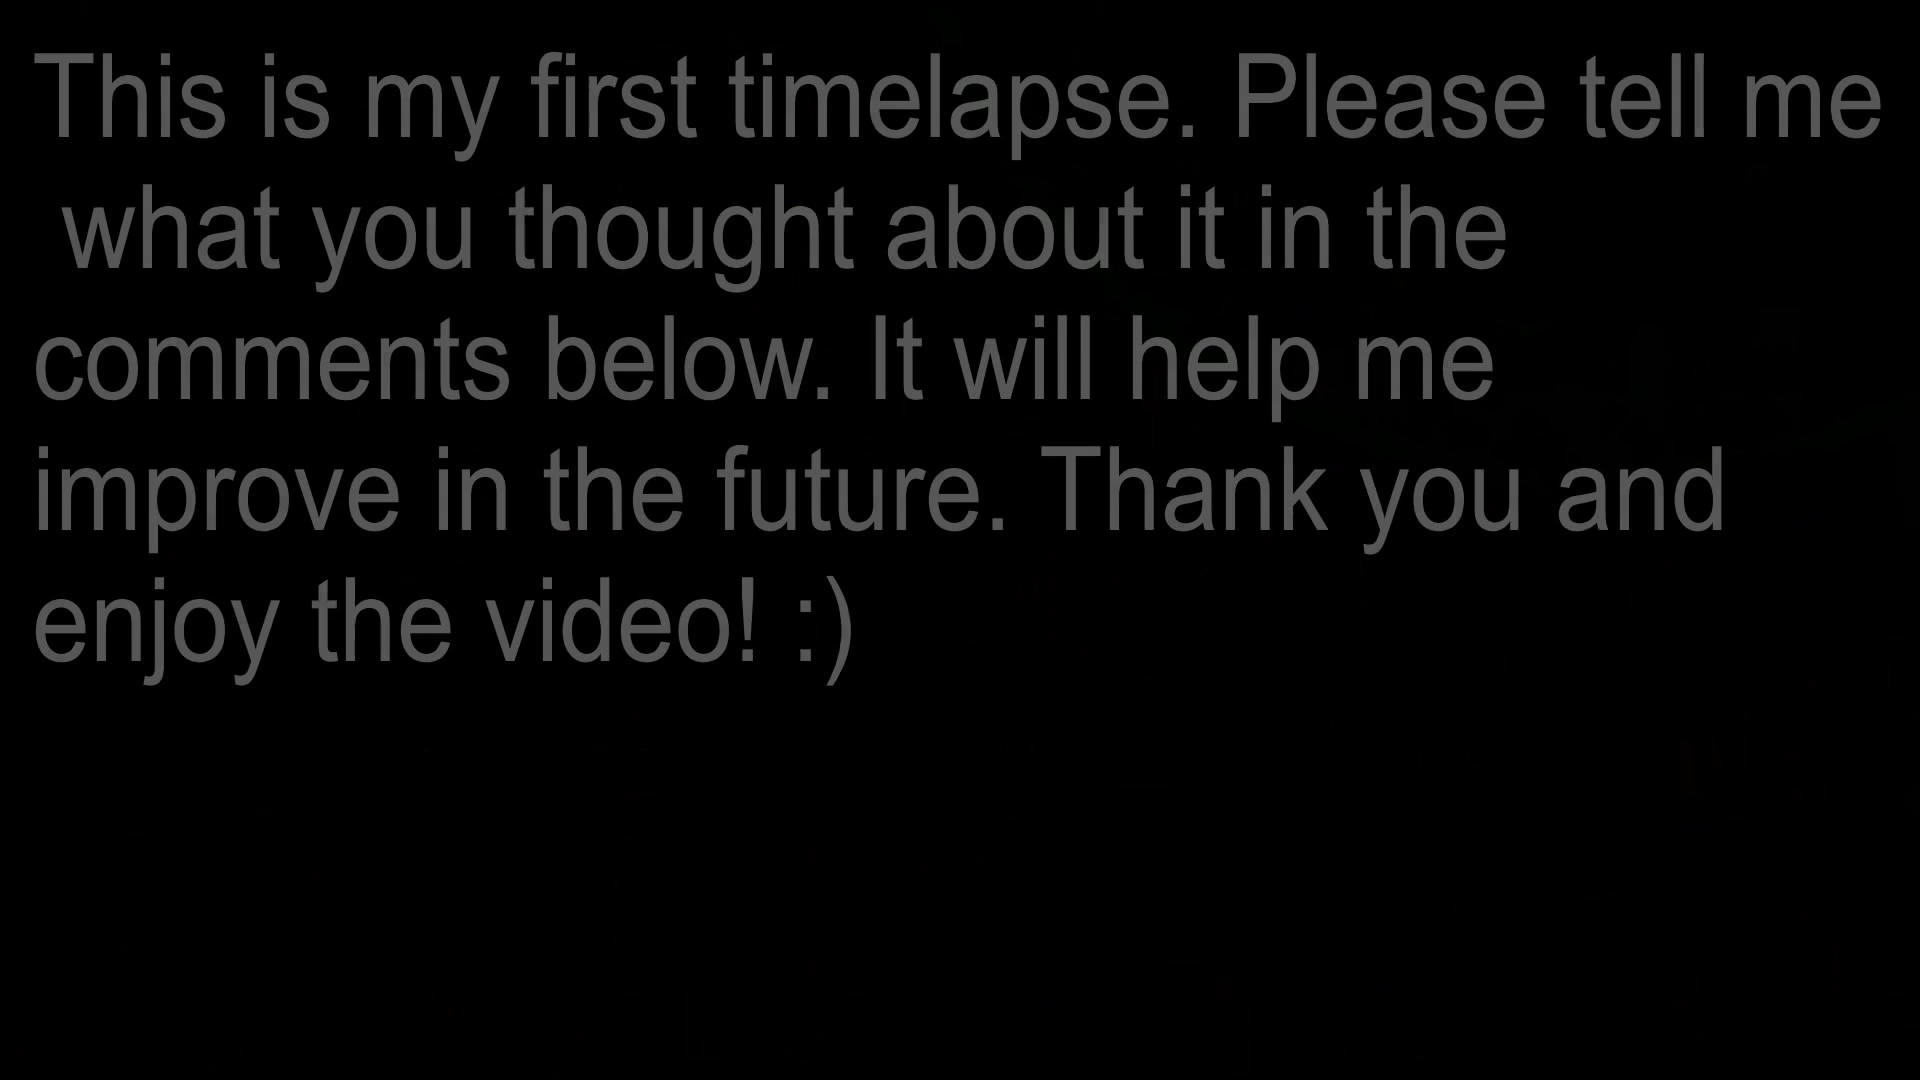 This is my first timelapse. Please tell me
what you thought about it in the
comments below. It will help me
improve in the future. Thank you and
enjoy the video! :)